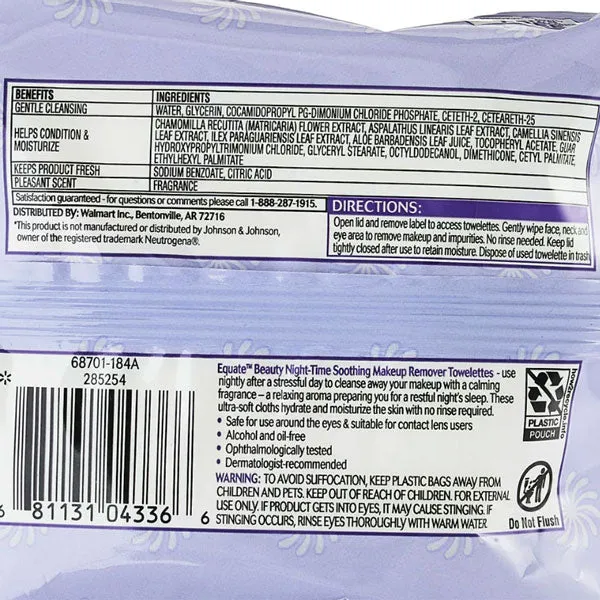 BENEFITS INGREDIENTS
GENTLE CLEANSING WATER, GLYCERIN, COCAMIDOPROPYL PG-DIMONIUM CHLORIDE PHOSPHATE, CETETH-2, CETEARETH-25
HELPS CONDITION & MOISTURIZE
CHAMOMILLA RECUTITA (MATRICARIA) FLOWER EXTRACT, ASPALATHUS LINEARIS LEAF EXTRACT, CAMELLIA SINENSIS
LEAF EXTRACT, ILEX PARAGUARIENSIS LEAF EXTRACT, ALOE BARBADENSIS LEAF JUICE, TOCOPHERYL ACETATE, GUAR
HYDROXYPROPYLTRIMONIUM CHLORIDE, GLYCERYL STEARATE, OCTYLDODECANOL, DIMETHICONE, CETYL PALMITATE,
ETHYLHEXYL PALMITATE
KEEPS PRODUCT FRESH SODIUM BENZOATE, CITRIC ACID
PLEASANT SCENT FRAGRANCE
Satisfaction guaranteed - for questions or comments please call 1-888-287-1915.
DISTRIBUTED BY: Walmart Inc., Bentonville, AR 72716
*This product is not manufactured or distributed by Johnson & Johnson,
owner of the registered trademark Neutrogena®.
DIRECTIONS:
Open lid and remove label to access towelettes. Gently wipe face, neck and
eye area to remove makeup and impurities. No rinse needed. Keep lid
tightly closed after use to retain moisture. Dispose of used towelette in trash
68701-184A
285254
*
6 81131 04336 6
Equate™ Beauty Night-Time Soothing Makeup Remover Towelettes - use
nightly after a stressful day to cleanse away your makeup with a calming
fragrance – a relaxing aroma preparing you for a restful night's sleep. These
ultra-soft cloths hydrate and moisturize the skin with no rinse required.
• Safe for use around the eyes & suitable for contact lens users
• Alcohol and oil-free
• Ophthalmologically tested
• Dermatologist-recommended
WARNING: TO AVOID SUFFOCATION, KEEP PLASTIC BAGS AWAY FROM
CHILDREN AND PETS. KEEP OUT OF REACH OF CHILDREN. FOR EXTERNAL
USE ONLY. IF PRODUCT GETS INTO EYES, IT MAY CAUSE STINGING. IF
STINGING OCCURS, RINSE EYES THOROUGHLY WITH WARM WATER
PLASTIC
POUCH
how2recycle.info
Do Not Flush